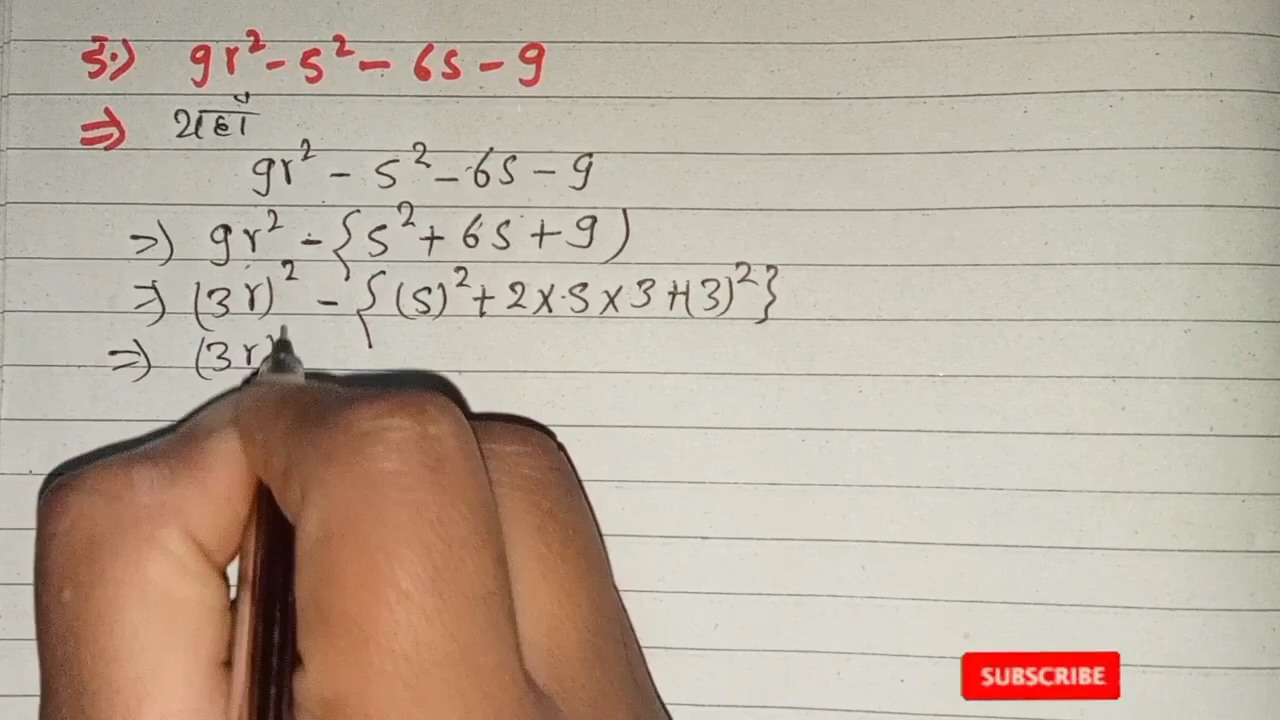 5.) 9r² - s² - 6s - 9
⇒ यहाँ
9r² - s² - 6s - 9
⇒) 9r² - {s² + 6s + 9)
⇒ (3r)² - {(s)² + 2 × s × 3 + (3)²}
⇒) (3r)
SUBSCRIBE